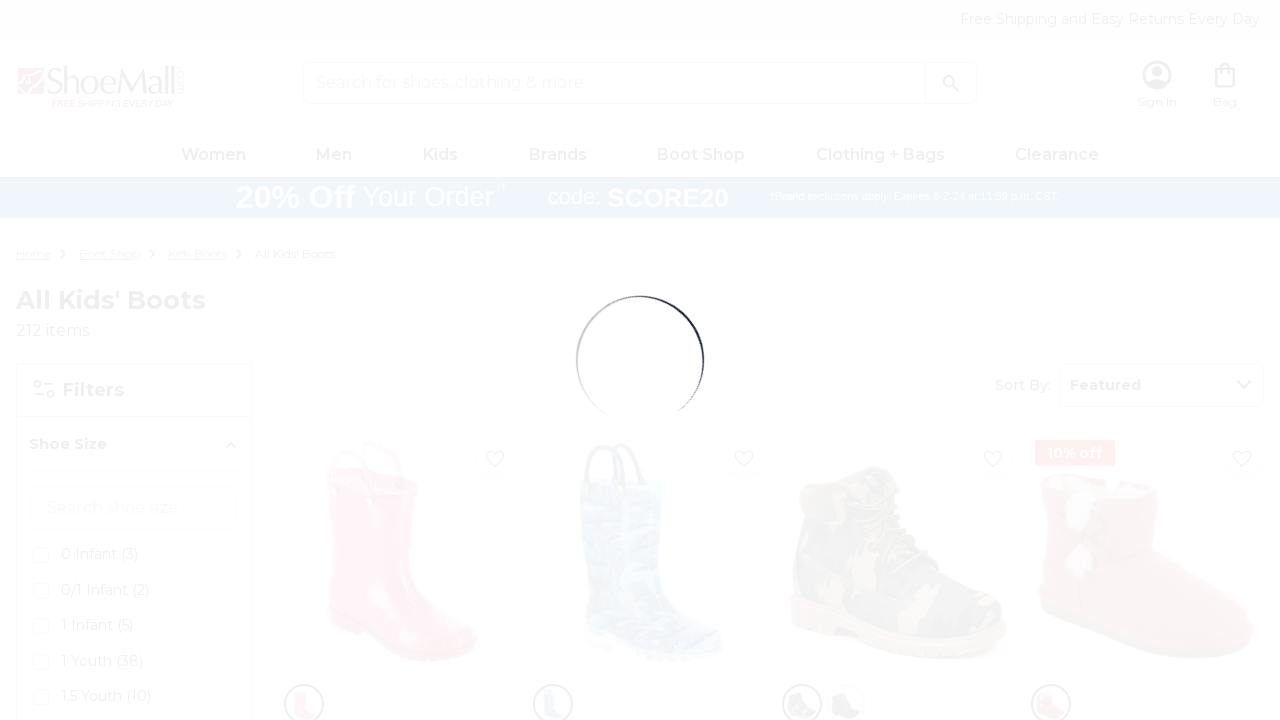 Free Shipping and Easy Returns Every Day
ShoeMall.com
FREE SHIPPING EVERY DAY
Search for shoes, clothing & more
Sign In
Bag
Women
Men
Kids
Brands
Boot Shop
Clothing + Bags
Clearance
20% Off Your Order† code: SCORE20 †Brand exclusions apply. Expires 6-2-24 at 11:59 p.m. CST.
Home
Boot Shop
Kids Boots
All Kids' Boots
All Kids' Boots
212 items
Filters
Sort By:
Featured
Shoe Size
Search shoe size
0 Infant (3)
0/1 Infant (2)
1 Infant (5)
1 Youth (38)
1.5 Youth (10)
10% off